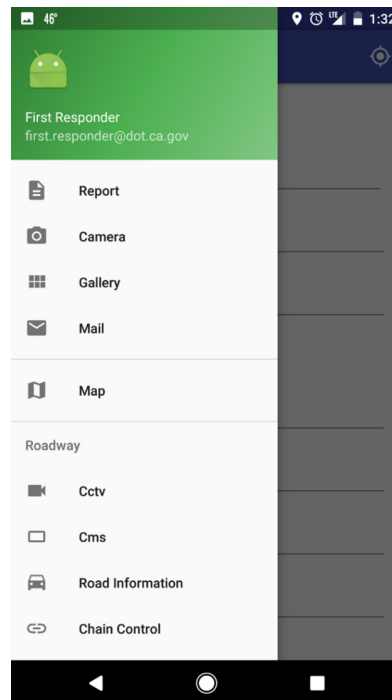 46°
LTE
1:32
First Responder
first.responder@dot.ca.gov
Report
Camera
Gallery
Mail
Map
Roadway
Cctv
Cms
Road Information
Chain Control